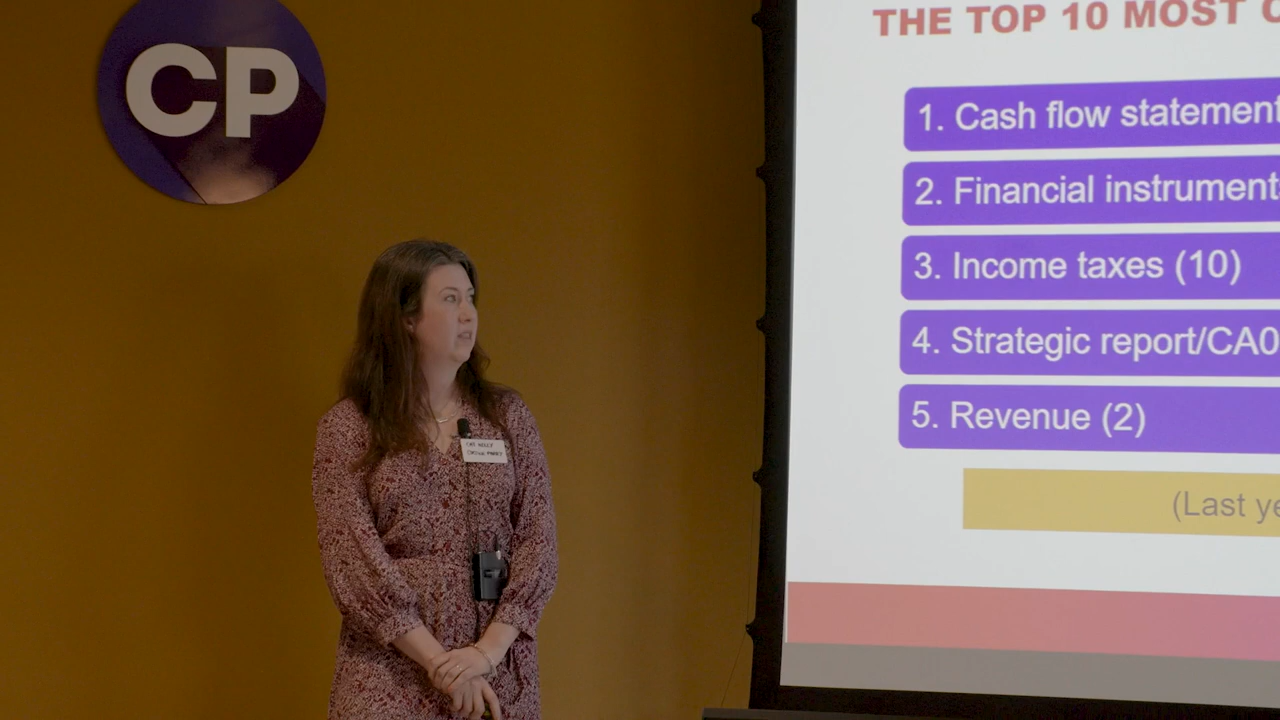 CP
THE TOP 10 MOST
1. Cash flow statement
2. Financial instrument
3. Income taxes (10)
4. Strategic report/CA0
5. Revenue (2)
(Last ye